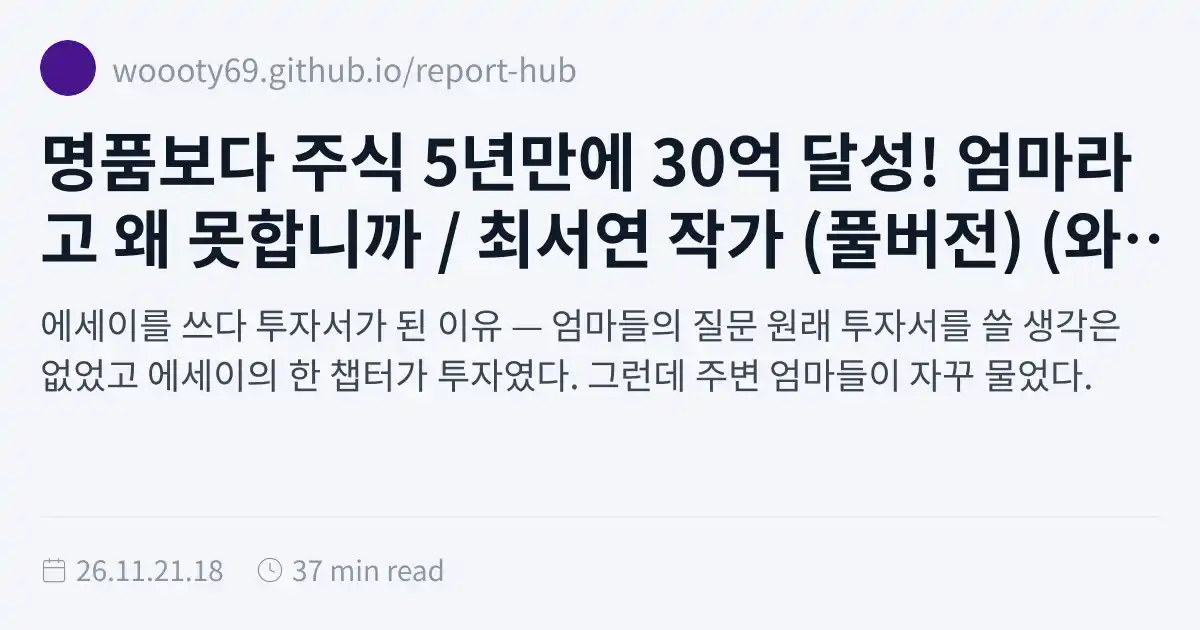 woooty69.github.io/report-hub
명품보다 주식 5년만에 30억 달성! 엄마라
고 왜 못합니까 / 최서연 작가 (풀버전) (와··
에세이를 쓰다 투자서가 된 이유 — 엄마들의 질문 원래 투자서를 쓸 생각은
없었고 에세이의 한 챕터가 투자였다. 그런데 주변 엄마들이 자꾸 물었다.
26.11.21.18 37 min read